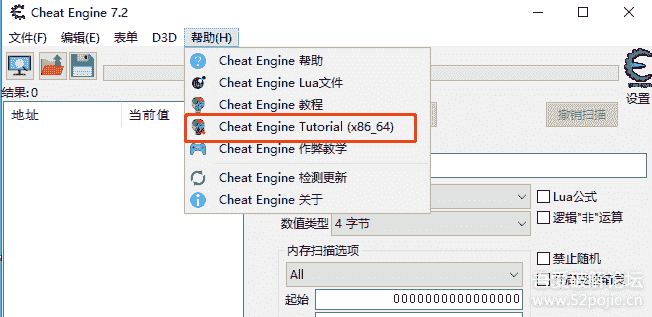 Cheat Engine 7.2
文件(F) 编辑(E) 表单 D3D 帮助(H)
Cheat Engine 帮助
Cheat Engine Lua文件
Cheat Engine 教程
Cheat Engine Tutorial (x86_64)
Cheat Engine 作弊教学
Cheat Engine 检测更新
Cheat Engine 关于
结果: 0
设置
地址 当前值
撤销扫描
Lua公式
数值类型 4 字节
逻辑"非"运算
内存扫描选项
禁止随机
All
起始 0000000000000000
www.52pojie.cn